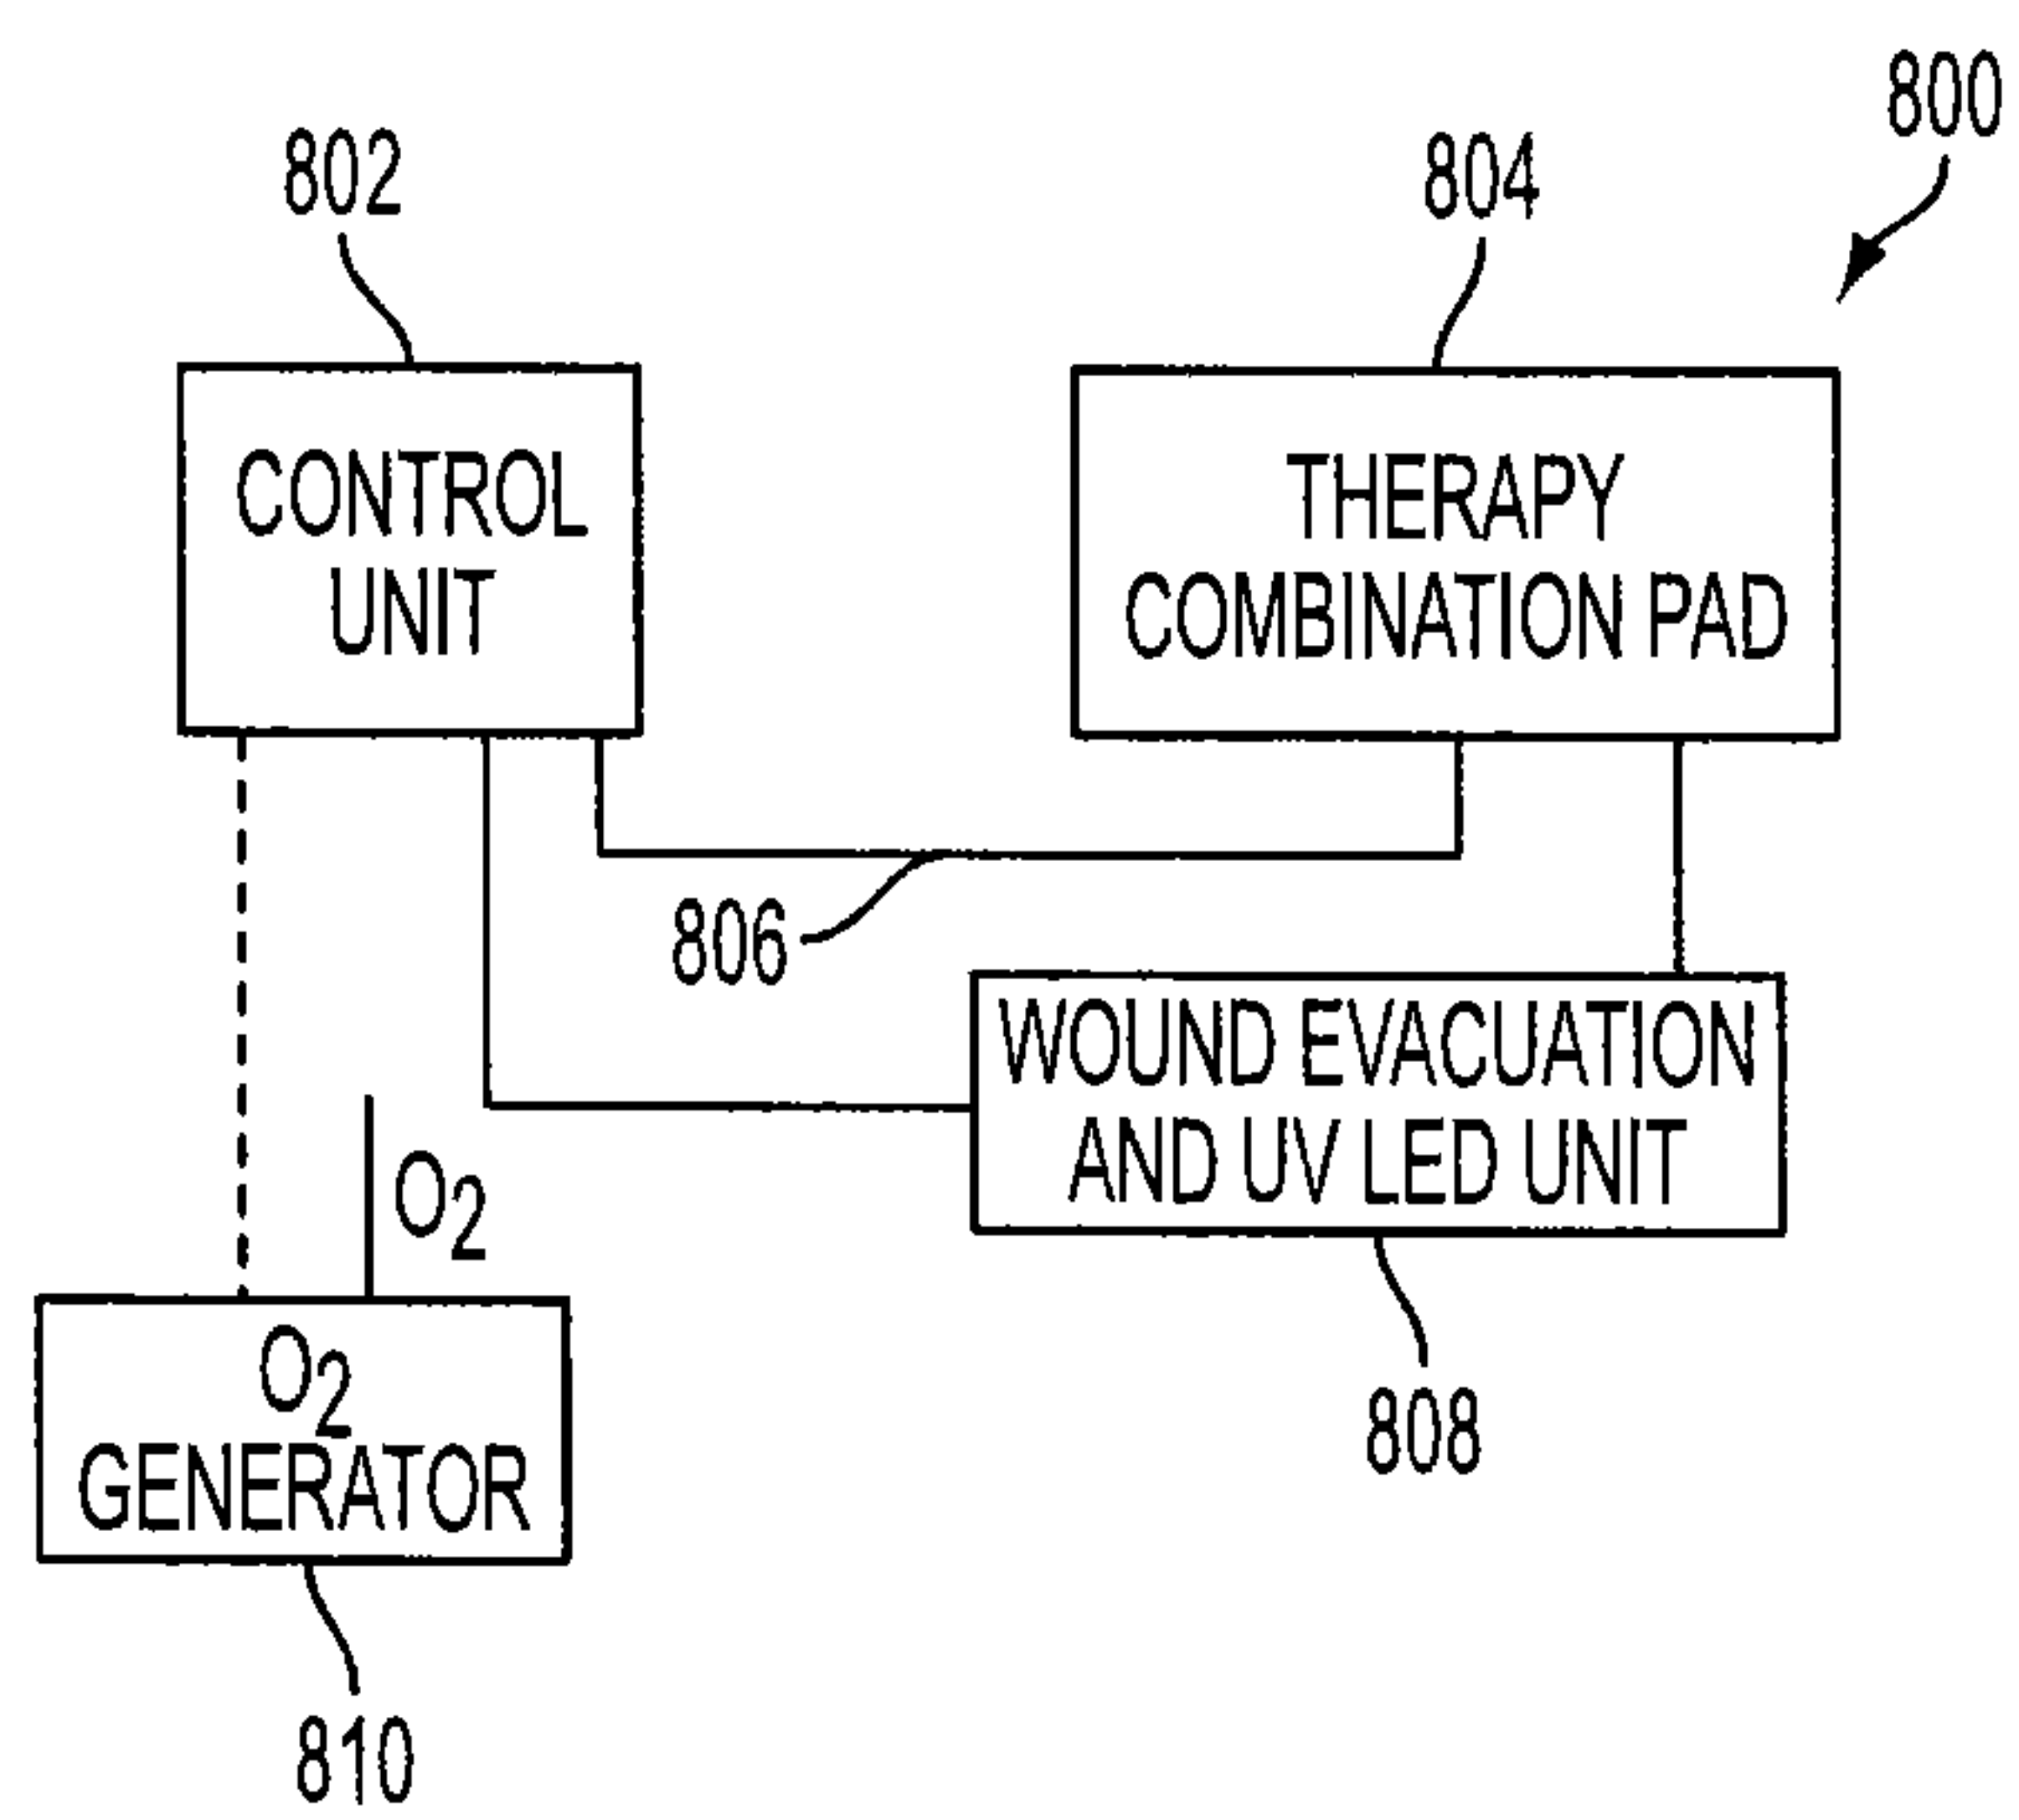 800
802
804
CONTROL
UNIT
THERAPY
COMBINATION PAD
806
WOUND EVACUATION
AND UV LED UNIT
O2
808
O2
GENERATOR
810